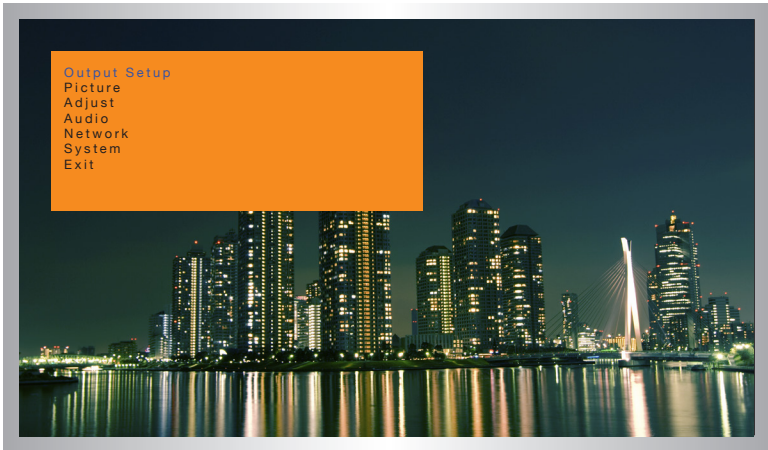 Output Setup
Picture
Adjust
Audio
Network
System
Exit